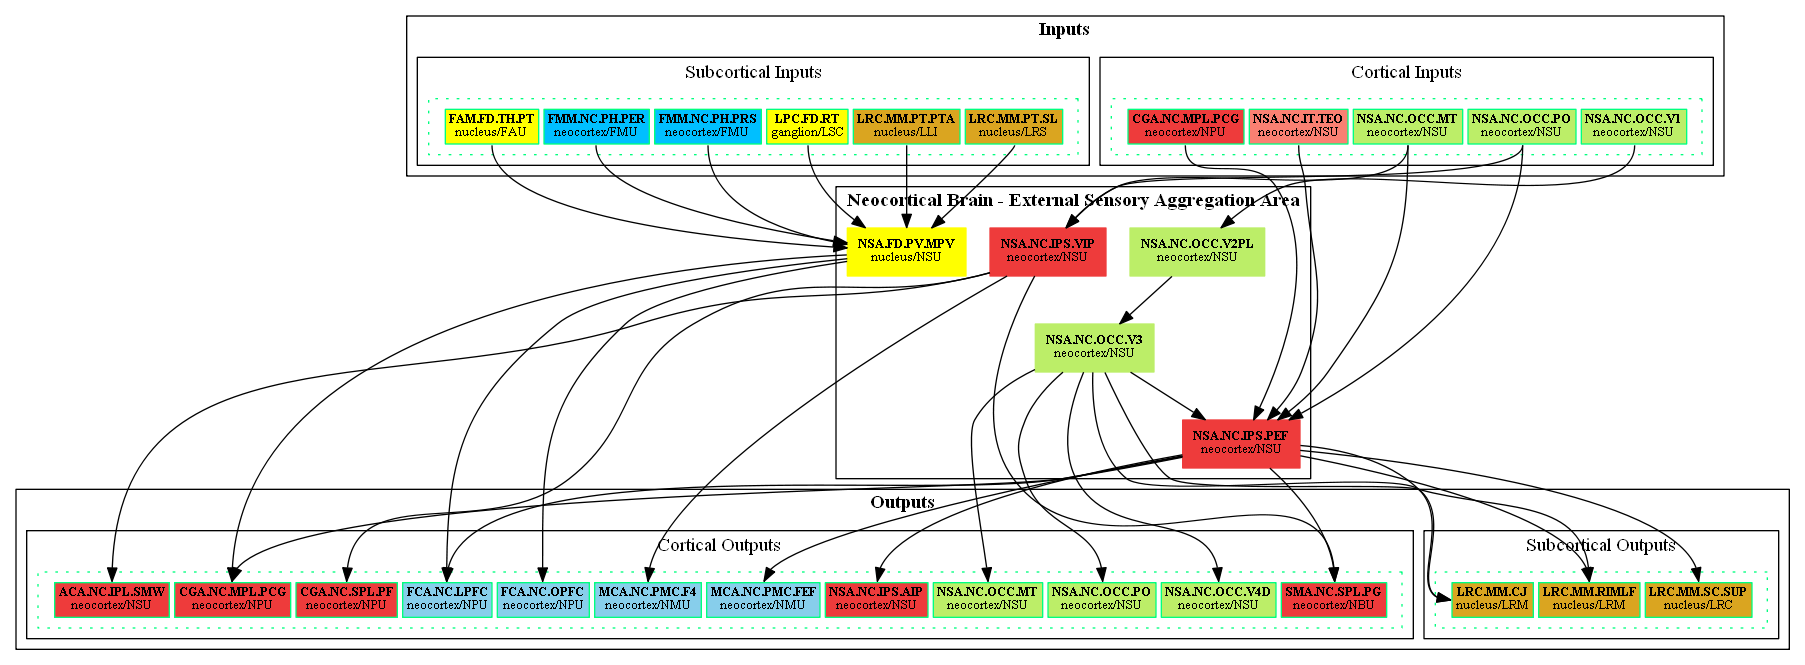 Inputs
Subcortical Inputs
Cortical Inputs
FAM.FD.TH.PT
nucleus/FAU
FMM.NC.PH.PER
neocortex/FMU
FMM.NC.PH.PRS
neocortex/FMU
LPC.FD.RT
ganglion/LSC
LRC.MM.PT.PTA
nucleus/LLI
LRC.MM.PT.SL
nucleus/LRS
CGA.NC.MPL.PCG
neocortex/NPU
NSA.NC.IT.TEO
neocortex/NSU
NSA.NC.OCC.MT
neocortex/NSU
NSA.NC.OCC.PO
neocortex/NSU
NSA.NC.OCC.V1
neocortex/NSU
Neocortical Brain - External Sensory Aggregation Area
NSA.FD.PV.MPV
nucleus/NSU
NSA.NC.IPS.VIP
neocortex/NSU
NSA.NC.OCC.V2PL
neocortex/NSU
NSA.NC.OCC.V3
neocortex/NSU
NSA.NC.IPS.PEF
neocortex/NSU
Outputs
Cortical Outputs
Subcortical Outputs
ACA.NC.IPL.SMW
neocortex/NSU
CGA.NC.MPL.PCG
neocortex/NPU
CGA.NC.SPL.PF
neocortex/NPU
FCA.NC.LPFC
neocortex/NPU
FCA.NC.OPFC
neocortex/NPU
MCA.NC.PMC.F4
neocortex/NMU
MCA.NC.PMC.FEF
neocortex/NMU
NSA.NC.IPS.AIP
neocortex/NSU
NSA.NC.OCC.MT
neocortex/NSU
NSA.NC.OCC.PO
neocortex/NSU
NSA.NC.OCC.V4D
neocortex/NSU
SMA.NC.SPL.PG
neocortex/NBU
LRC.MM.CJ
nucleus/LRM
LRC.MM.RIMLF
nucleus/LRM
LRC.MM.SC.SUP
nucleus/LRC